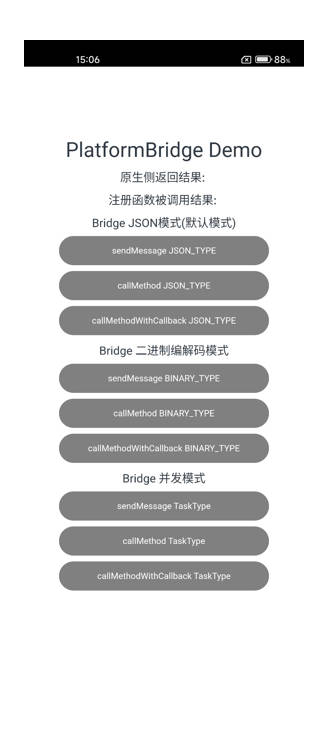 15:06
88%
PlatformBridge Demo
原生侧返回结果:
注册函数被调用结果:
Bridge JSON模式(默认模式)
sendMessage JSON_TYPE
callMethod JSON_TYPE
callMethodWithCallback JSON_TYPE
Bridge 二进制编解码模式
sendMessage BINARY_TYPE
callMethod BINARY_TYPE
callMethodWithCallback BINARY_TYPE
Bridge 并发模式
sendMessage TaskType
callMethod TaskType
callMethodWithCallback TaskType